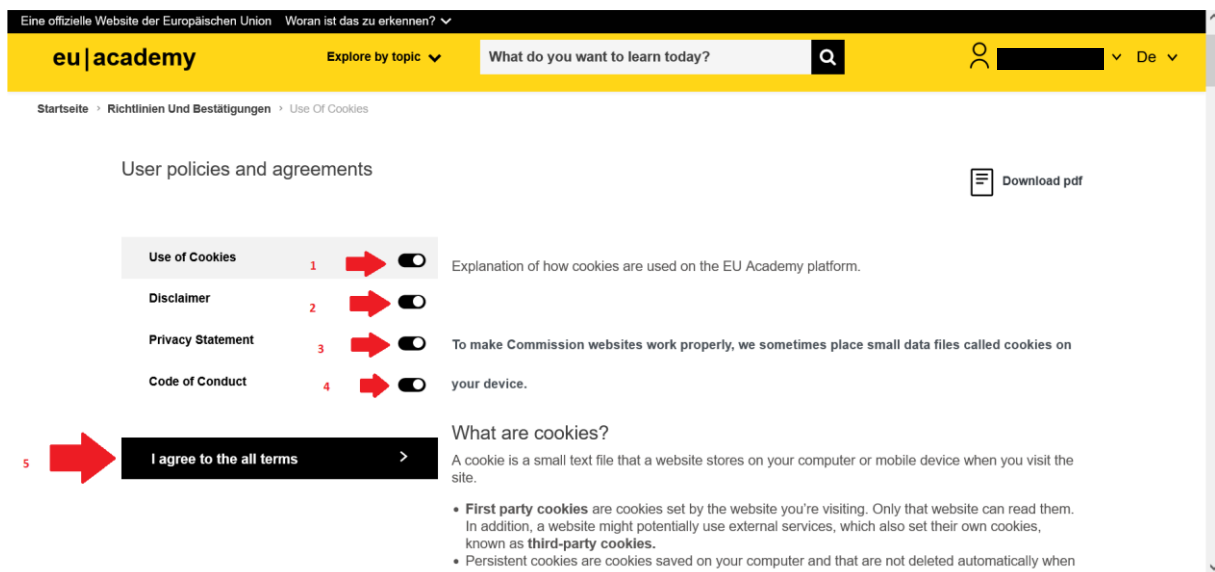 Eine offizielle Website der Europäischen Union Woran ist das zu erkennen?
eu|academy
Explore by topic
What do you want to learn today?
De
Startseite › Richtlinien Und Bestätigungen › Use Of Cookies
User policies and agreements
Download pdf
Use of Cookies
1
Disclaimer
2
Privacy Statement
3
Code of Conduct
4
5
I agree to the all terms
Explanation of how cookies are used on the EU Academy platform.
To make Commission websites work properly, we sometimes place small data files called cookies on
your device.
What are cookies?
A cookie is a small text file that a website stores on your computer or mobile device when you visit the
site.
• First party cookies are cookies set by the website you're visiting. Only that website can read them.
In addition, a website might potentially use external services, which also set their own cookies,
known as third-party cookies.
• Persistent cookies are cookies saved on your computer and that are not deleted automatically when